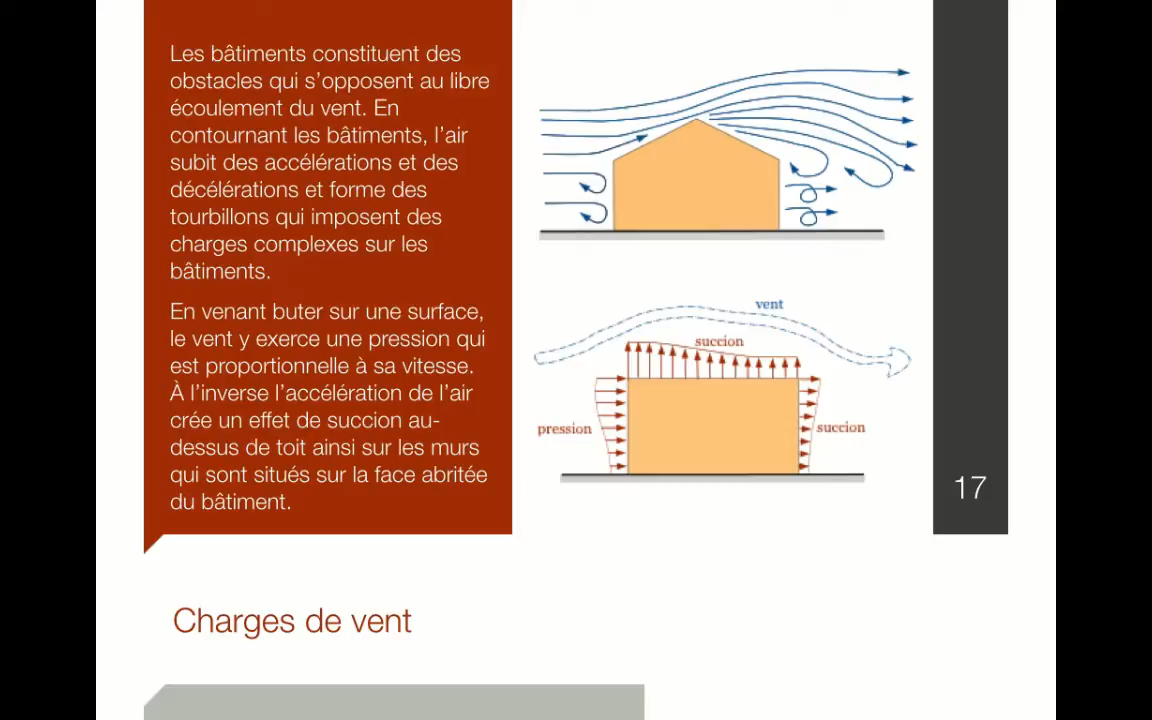 Les bâtiments constituent des
obstacles qui s’opposent au libre
écoulement du vent. En
contournant les bâtiments, l’air
subit des accélérations et des
décélérations et forme des
tourbillons qui imposent des
charges complexes sur les
bâtiments.
En venant buter sur une surface,
le vent y exerce une pression qui
est proportionnelle à sa vitesse.
À l’inverse l’accélération de l’air
crée un effet de succion au-
dessus de toit ainsi sur les murs
qui sont situés sur la face abritée
du bâtiment.
vent
succion
pression
succion
17
Charges de vent